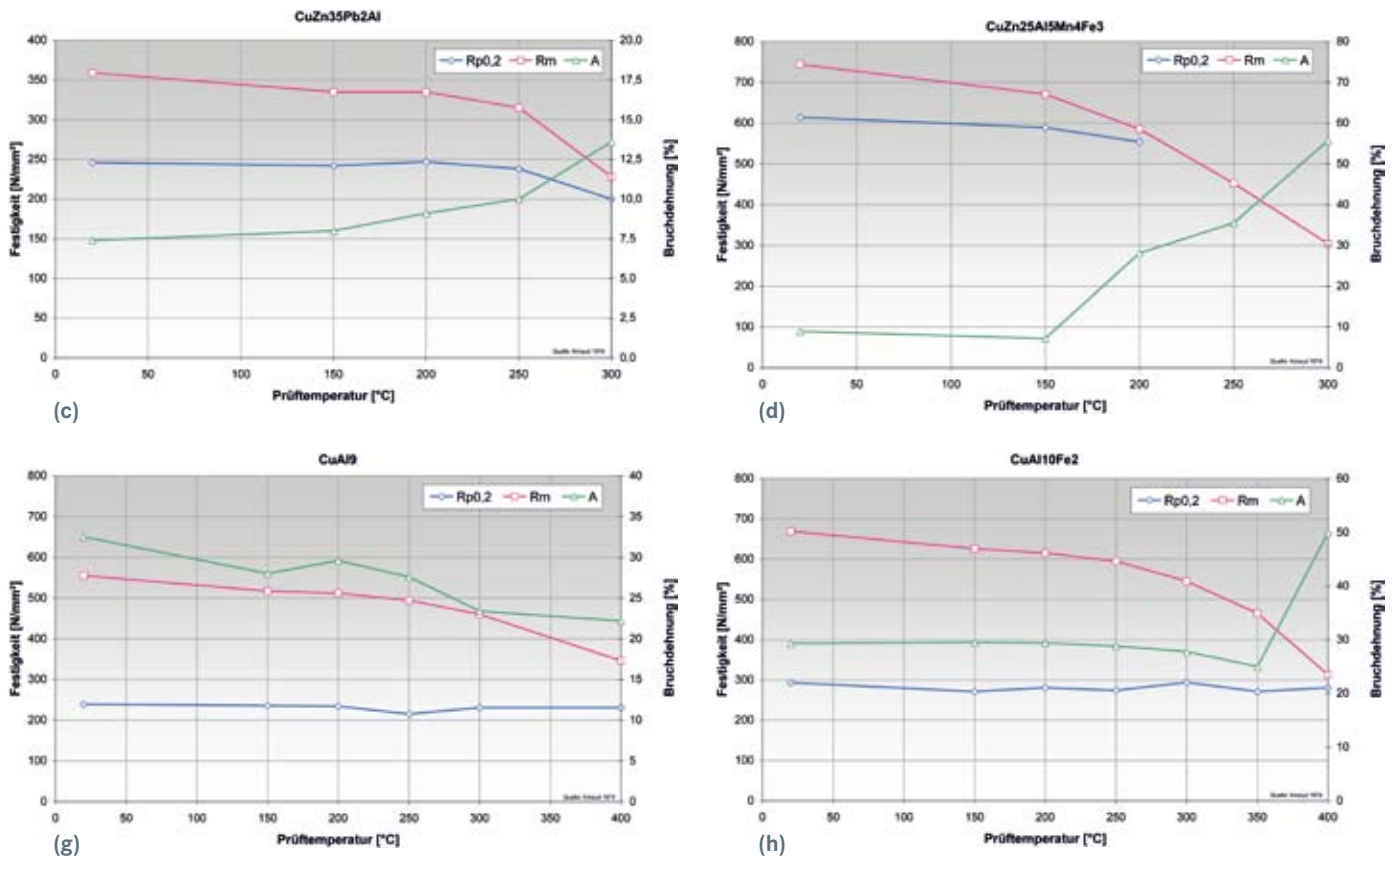 CuZn35Pb2Al
400
350
300
250
200
150
100
50
0
20,0
17,5
15,0
12,5
10,0
7,5
5,0
2,5
0,0
Rp0,2 Rm A
Festigkeit [N/mm²]
Bruchdehnung [%]
0 50 100 150 200 250 300
Prüftemperatur [°C]
(c)
CuZn25Al5Mn4Fe3
800
700
600
500
400
300
200
100
0
80
70
60
50
40
30
20
10
0
Rp0,2 Rm A
Festigkeit [N/mm²]
Bruchdehnung [%]
0 50 100 150 200 250 300
Prüftemperatur [°C]
(d)
CuAl9
800
700
600
500
400
300
200
100
0
40
35
30
25
20
15
10
5
0
Rp0,2 Rm A
Festigkeit [N/mm²]
Bruchdehnung [%]
0 50 100 150 200 250 300 350 400
Prüftemperatur [°C]
(g)
CuAl10Fe2
800
700
600
500
400
300
200
100
0
60
50
40
30
20
10
0
Rp0,2 Rm A
Festigkeit [N/mm²]
Bruchdehnung [%]
0 50 100 150 200 250 300 350 400
Prüftemperatur [°C]
(h)